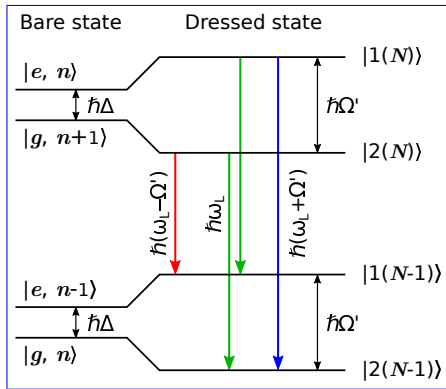 Bare state
Dressed state
|e, n⟩
ħΔ
|g, n+1⟩
|1(N)⟩
ħΩ'
|2(N)⟩
ħ(ωL−Ω')
ħωL
ħ(ωL+Ω')
|e, n-1⟩
ħΔ
|g, n⟩
|1(N-1)⟩
ħΩ'
|2(N-1)⟩